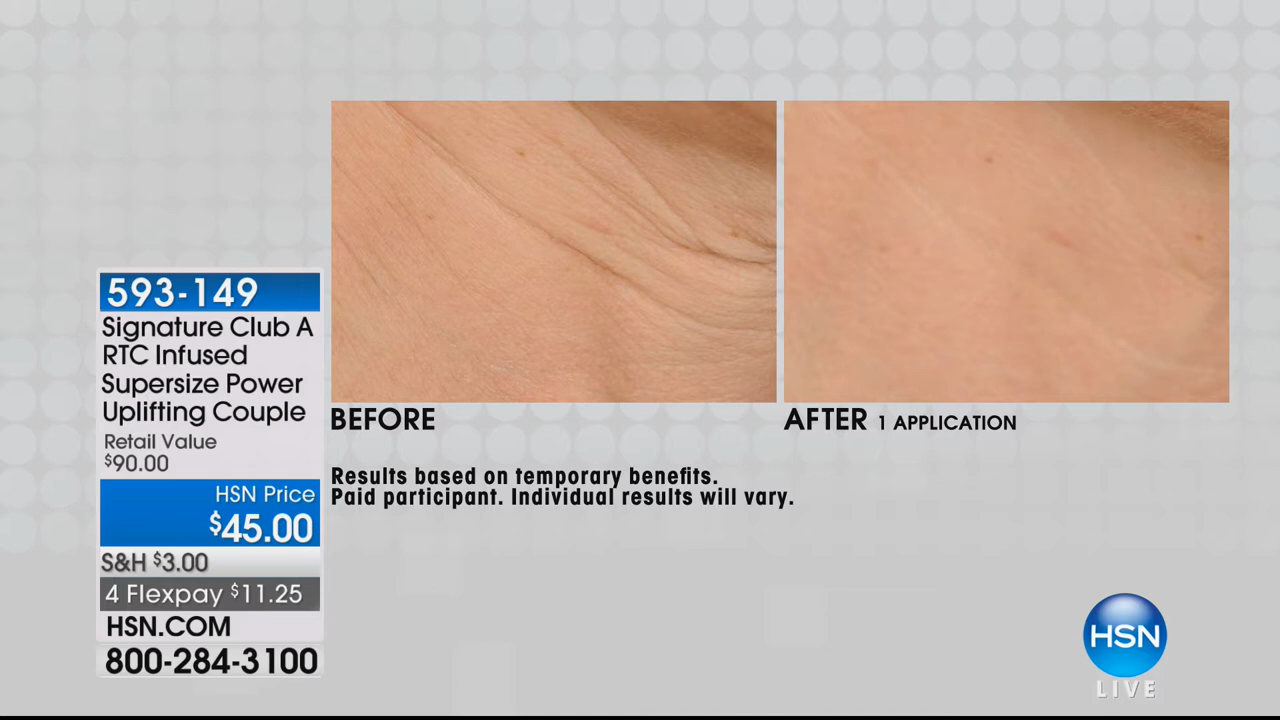 593-149
Signature Club A
RTC Infused
Supersize Power
Uplifting Couple
Retail Value
$90.00
HSN Price
$45.00
S&H $3.00
4 Flexpay $11.25
HSN.COM
800-284-3100
BEFORE
AFTER 1 APPLICATION
Results based on temporary benefits.
Paid participant. Individual results will vary.
HSN
LIVE